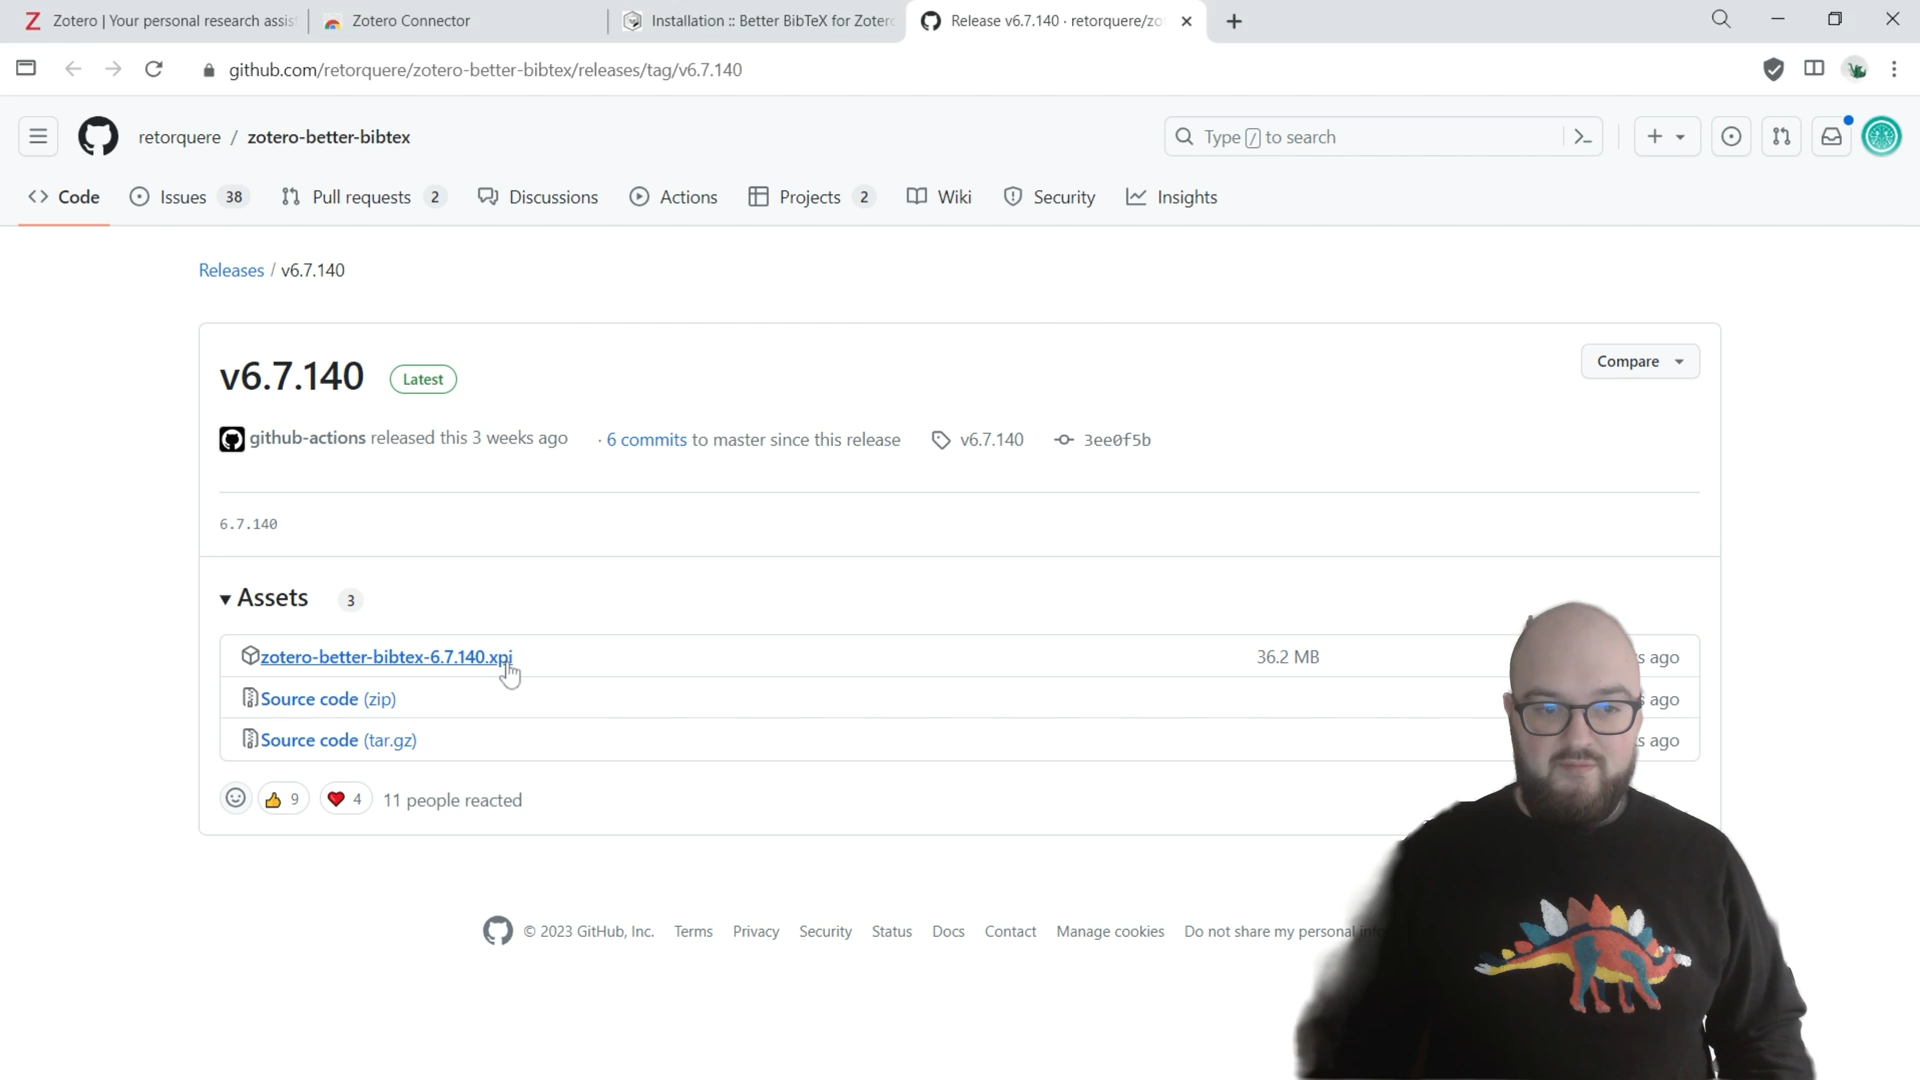 Zotero | Your personal research assis
Zotero Connector
Installation :: Better BibTeX for Zotero
Release v6.7.140 · retorquere/zo
github.com/retorquere/zotero-better-bibtex/releases/tag/v6.7.140
retorquere / zotero-better-bibtex
Type / to search
Code
Issues 38
Pull requests 2
Discussions
Actions
Projects 2
Wiki
Security
Insights
Releases / v6.7.140
v6.7.140 Latest
Compare
github-actions released this 3 weeks ago · 6 commits to master since this release v6.7.140 3ee0f5b
6.7.140
Assets 3
zotero-better-bibtex-6.7.140.xpi 36.2 MB s ago
Source code (zip) s ago
Source code (tar.gz) s ago
9 4 11 people reacted
© 2023 GitHub, Inc. Terms Privacy Security Status Docs Contact Manage cookies Do not share my personal info